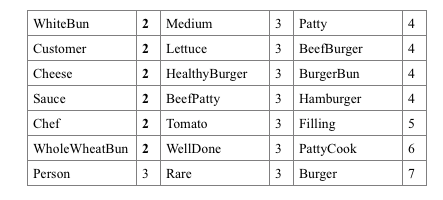 WhiteBun 2 Medium 3 Patty 4
Customer 2 Lettuce 3 BeefBurger 4
Cheese 2 HealthyBurger 3 BurgerBun 4
Sauce 2 BeefPatty 3 Hamburger 4
Chef 2 Tomato 3 Filling 5
WholeWheatBun 2 WellDone 3 PattyCook 6
Person 3 Rare 3 Burger 7